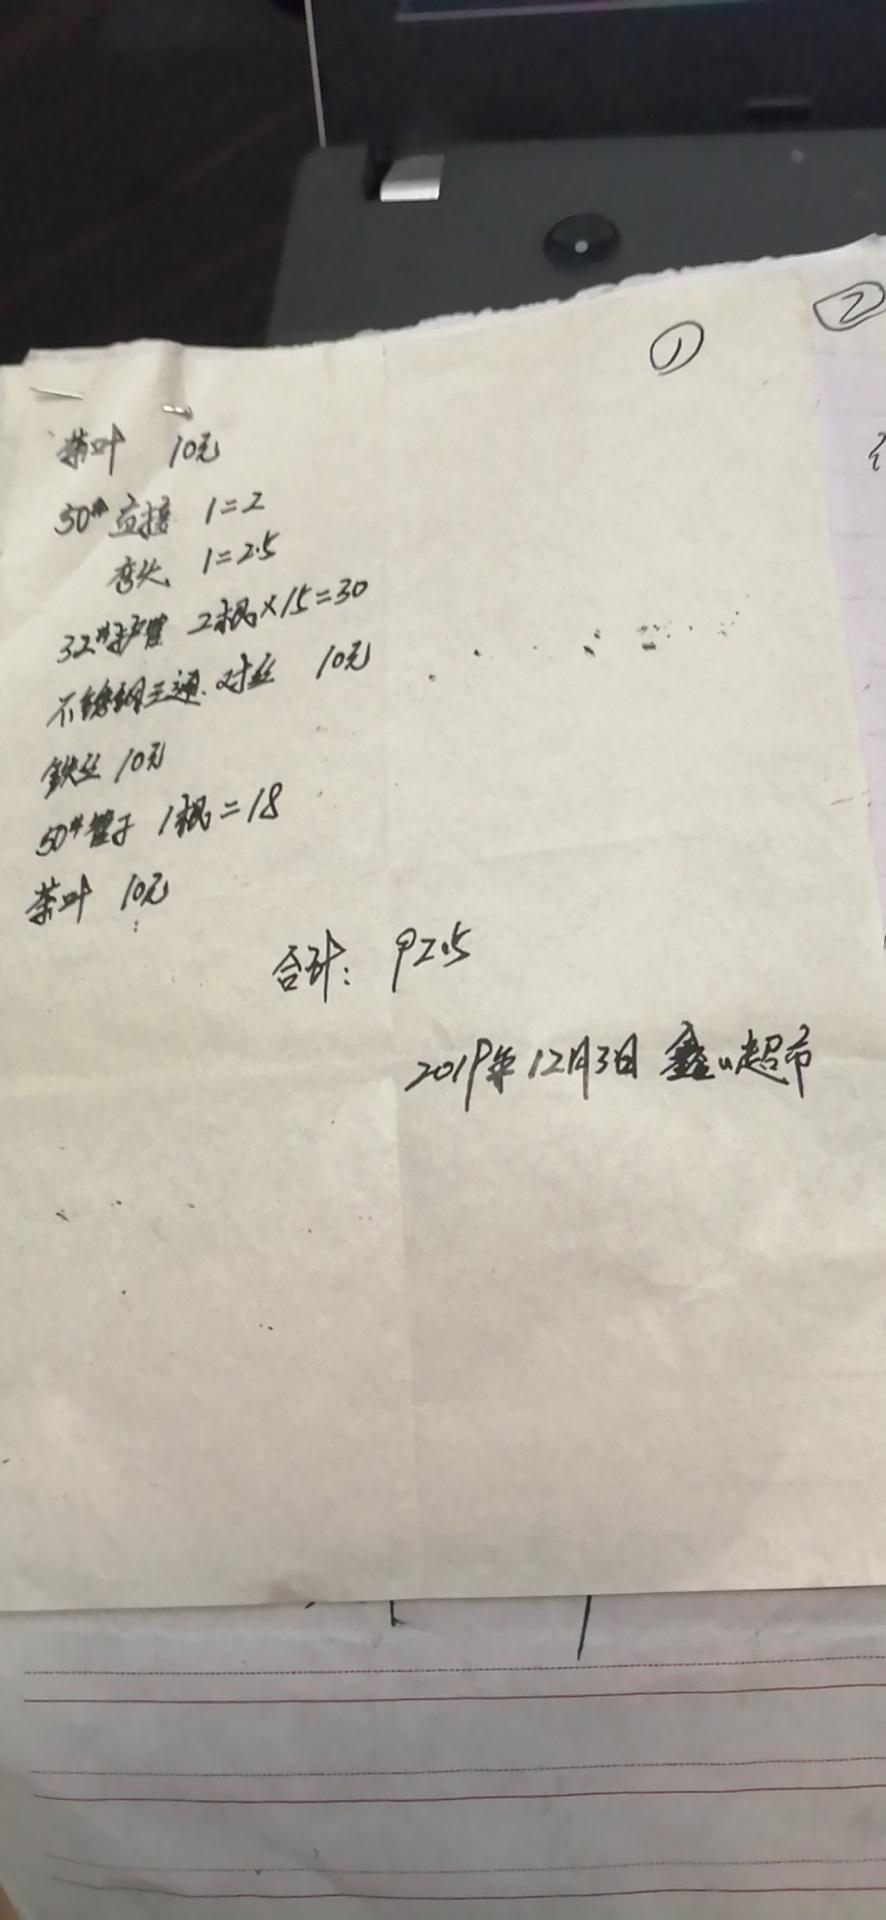 ①
②
茶叶 10元
50# 直接 1=2
弯头 1=2.5
32#护管 2根×15=30
不锈钢三通.对丝 10元
铁丝 10元
50#管子 1根=18
茶叶 10元
合计: 92.5
2019年12月3日 鑫山超市